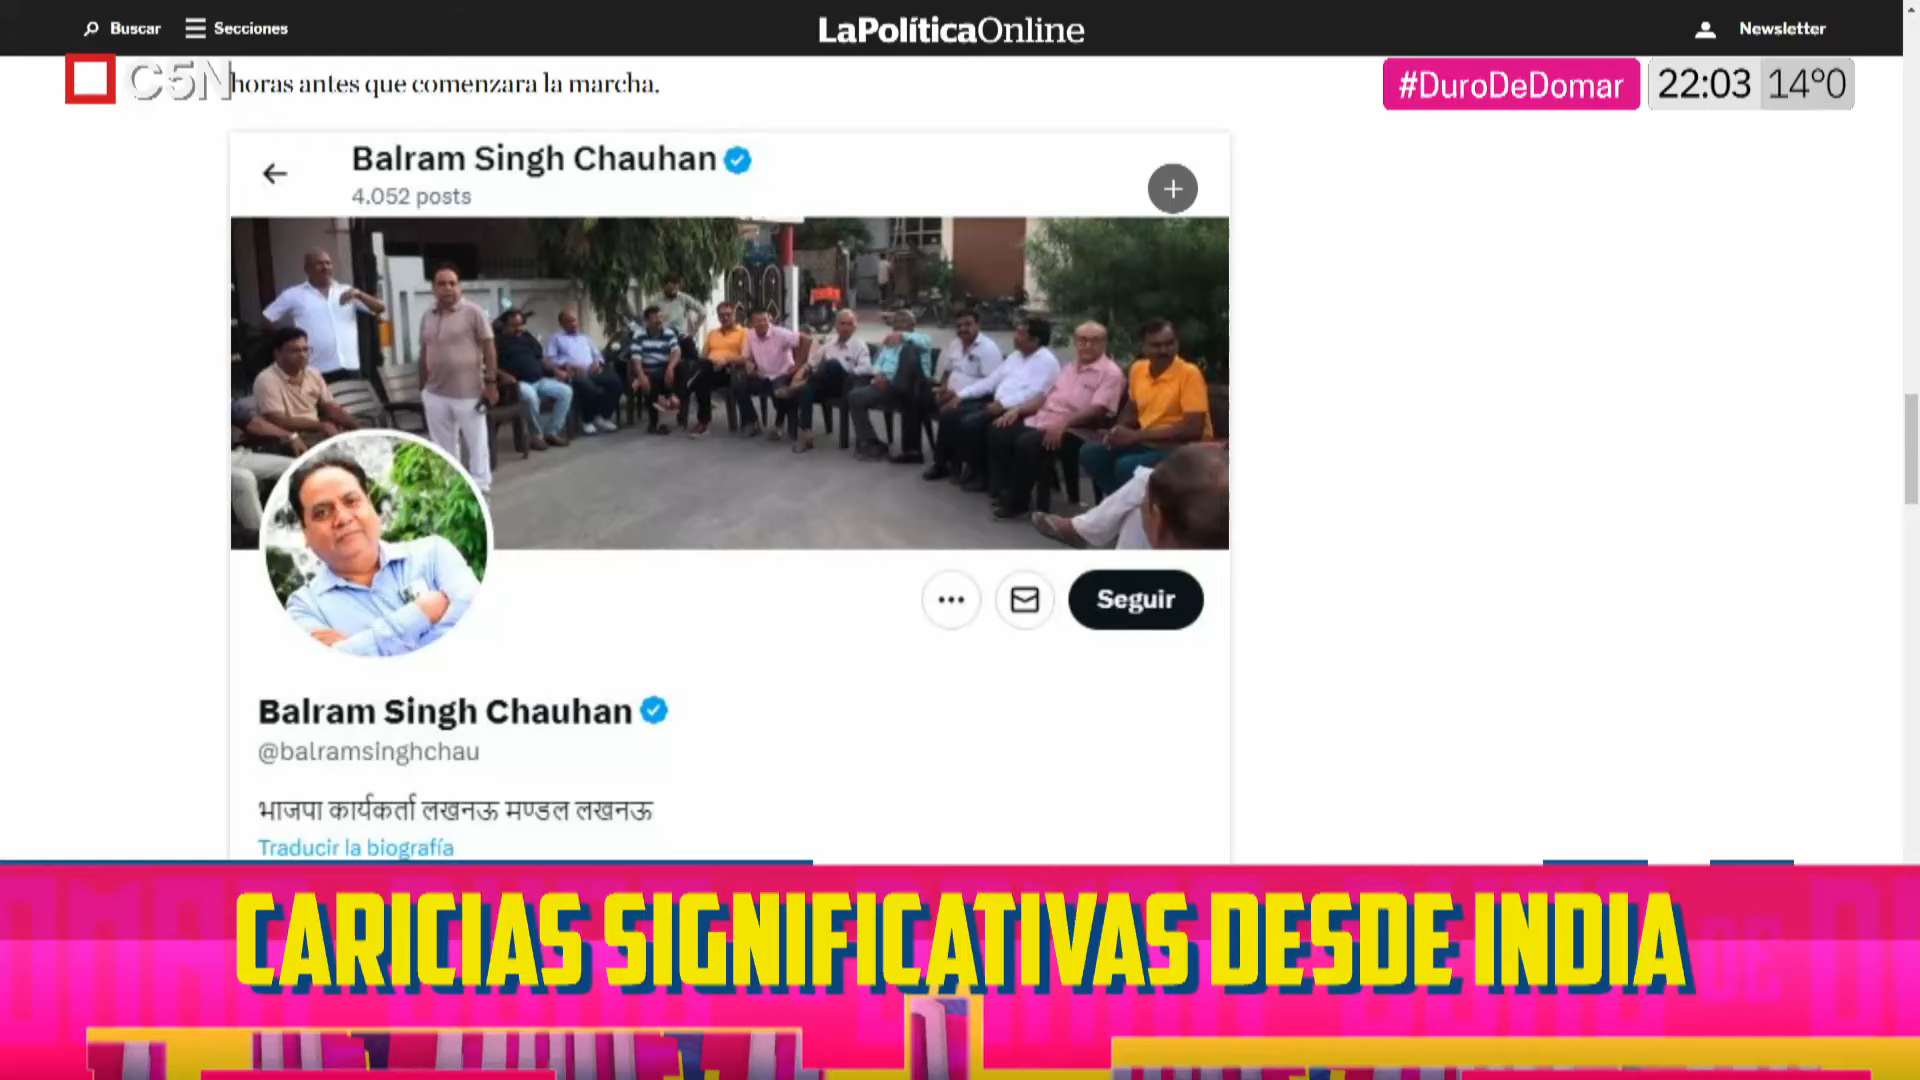 Buscar
Secciones
LaPolíticaOnline
Newsletter
C5N
horas antes que comenzara la marcha.
#DuroDeDomar
22:03
14°0
Balram Singh Chauhan
4.052 posts
Seguir
Balram Singh Chauhan
@balramsinghchau
भाजपा कार्यकर्ता लखनऊ मण्डल लखनऊ
Traducir la biografía
CARICIAS SIGNIFICATIVAS DESDE INDIA